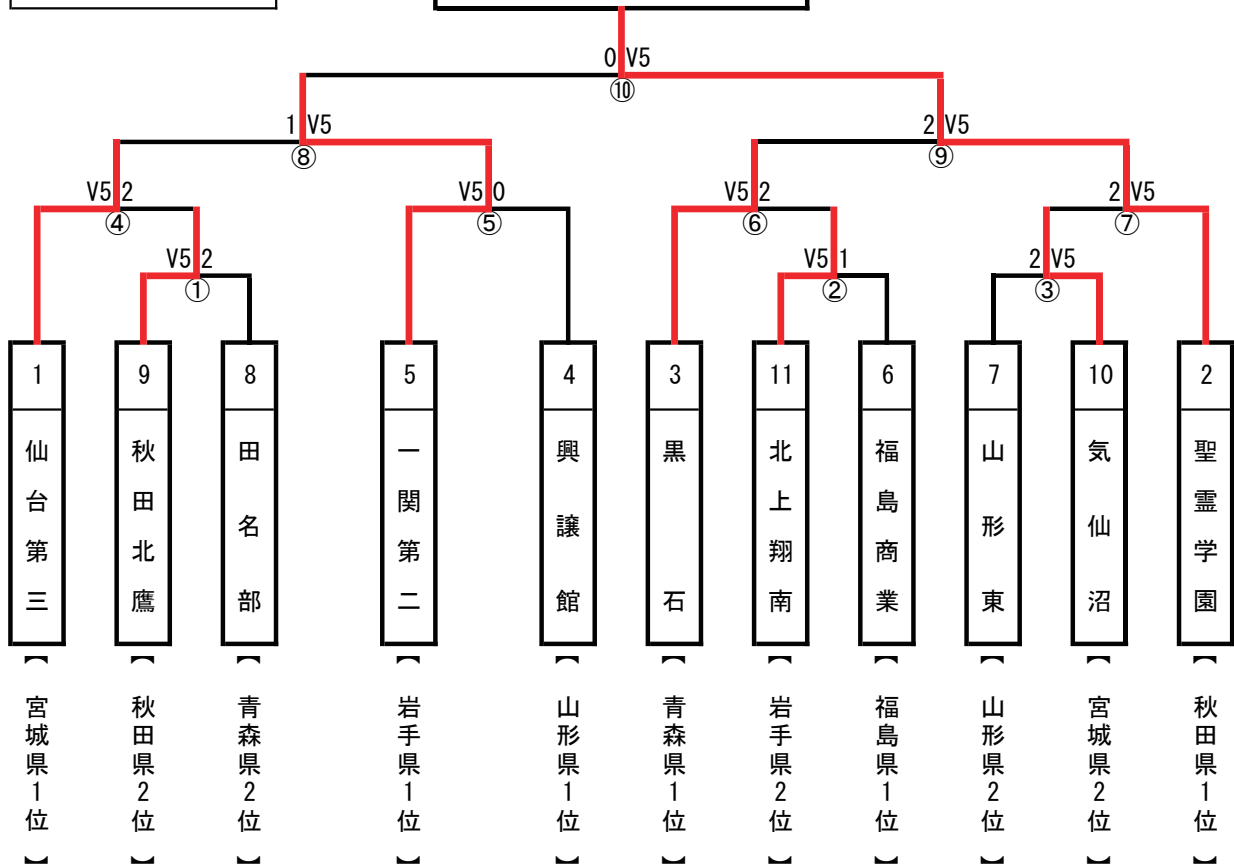 0 V5
⑩
1 V5
⑧
2 V5
⑨
V5 2
④
V5 0
⑤
V5 2
⑥
2 V5
⑦
V5 2
①
V5 1
②
2 V5
③
1
仙台第三
【宮城県1位】
9
秋田北鷹
【秋田県2位】
8
田名部
【青森県2位】
5
一関第二
【岩手県1位】
4
興譲館
【山形県1位】
3
黒石
【青森県1位】
11
北上翔南
【岩手県2位】
6
福島商業
【福島県1位】
7
山形東
【山形県2位】
10
気仙沼
【宮城県2位】
2
聖霊学園
【秋田県1位】